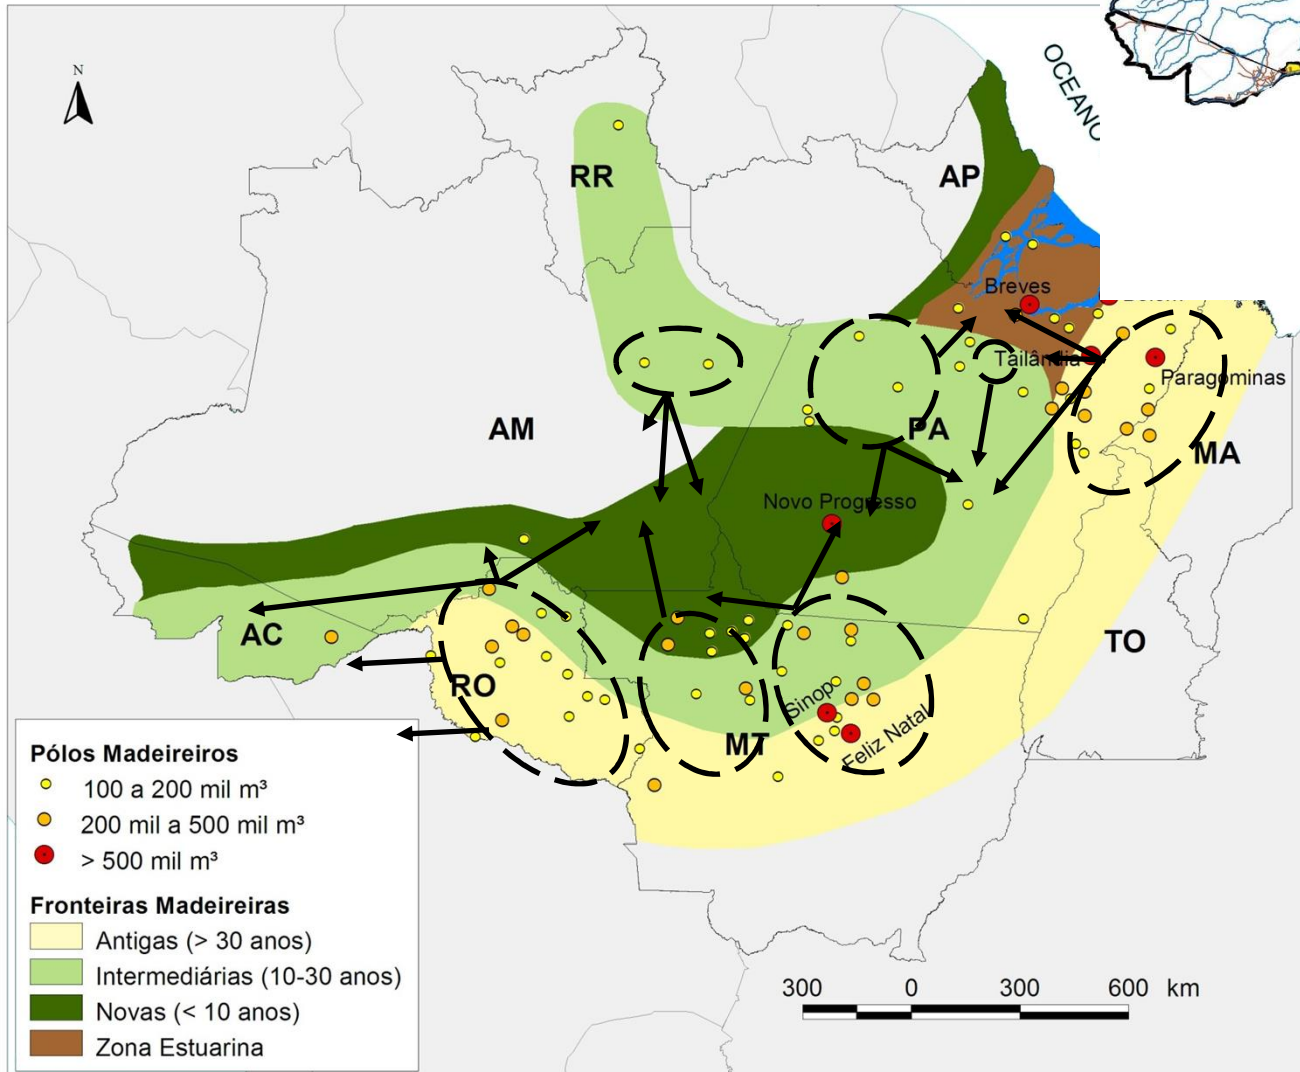 N
OCEANO
RR
AP
Breves
Tailândia
Paragominas
AM
PA
MA
Novo Progresso
AC
RO
TO
Sinop
MT
Feliz Natal
Pólos Madeireiros
100 a 200 mil m³
200 mil a 500 mil m³
> 500 mil m³
Fronteiras Madeireiras
Antigas (> 30 anos)
Intermediárias (10-30 anos)
Novas (< 10 anos)
Zona Estuarina
300 0 300 600 km